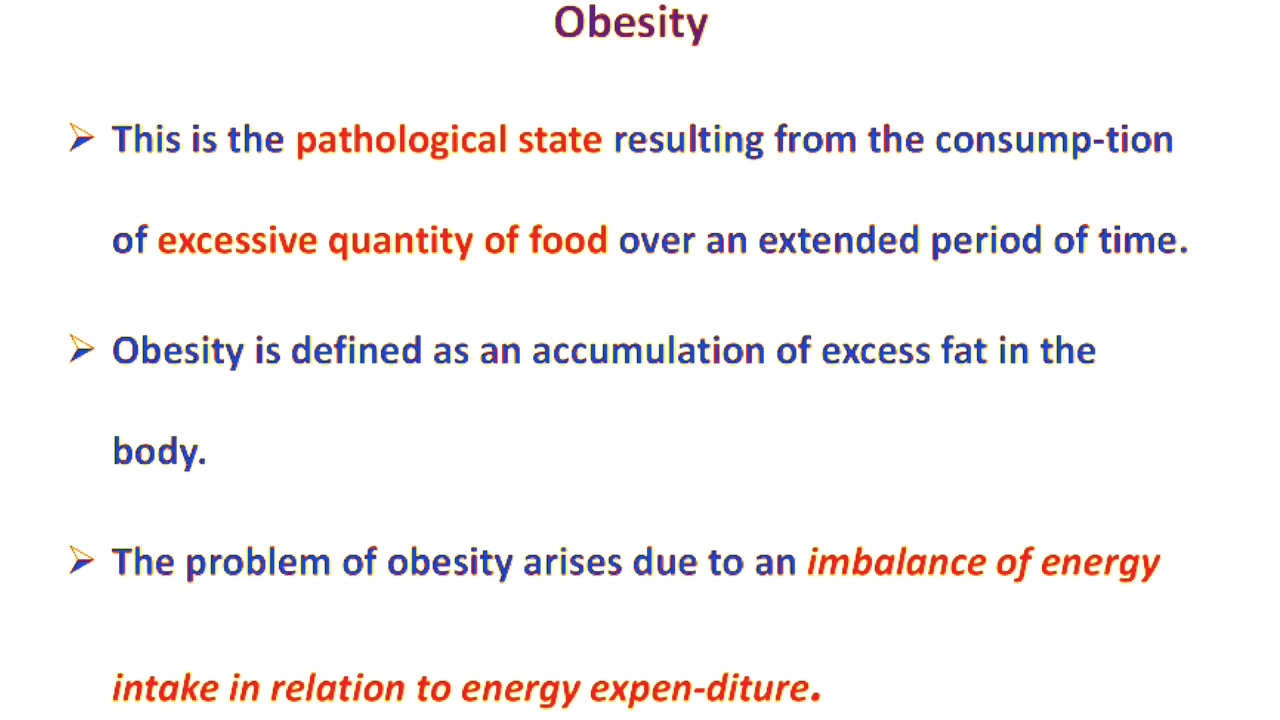 Obesity
➢ This is the pathological state resulting from the consump-tion
of excessive quantity of food over an extended period of time.
➢ Obesity is defined as an accumulation of excess fat in the
body.
➢ The problem of obesity arises due to an imbalance of energy
intake in relation to energy expen-diture.